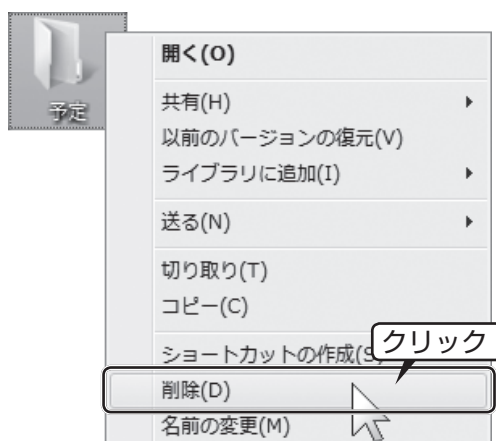 予定
開く(O)
共有(H)
以前のバージョンの復元(V)
ライブラリに追加(I)
送る(N)
切り取り(T)
コピー(C)
ショートカットの作成(S)
クリック
削除(D)
名前の変更(M)